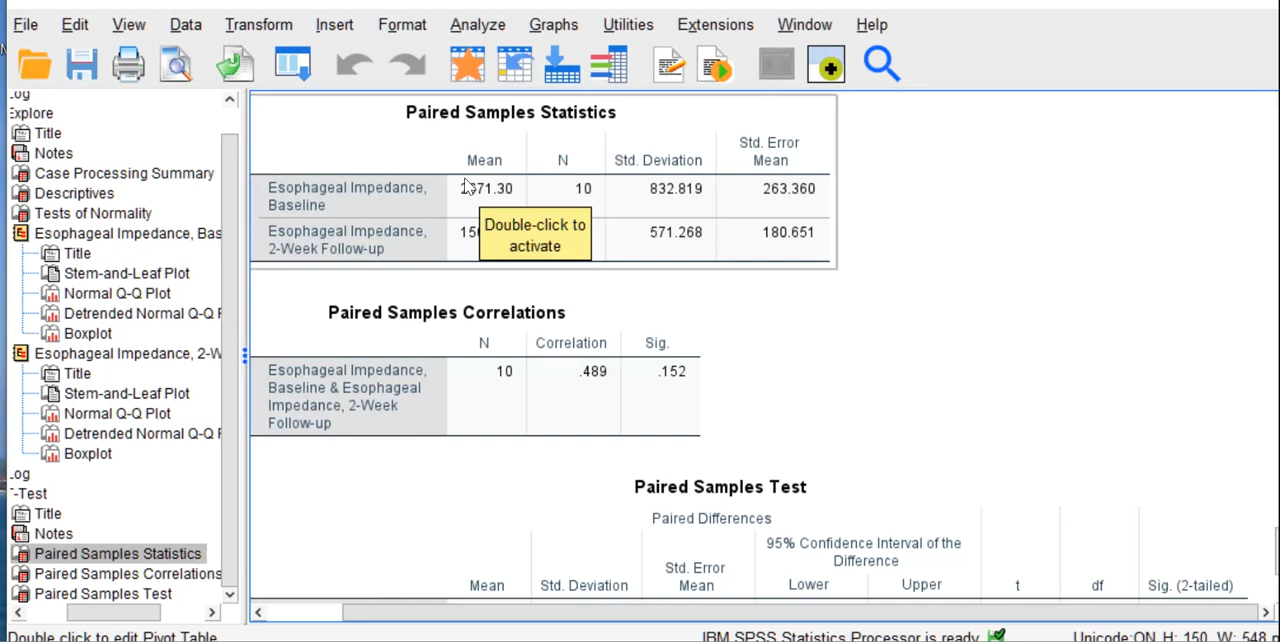 File Edit View Data Transform Insert Format Analyze Graphs Utilities Extensions Window Help
Explore
Title
Notes
Case Processing Summary
Descriptives
Tests of Normality
Esophageal Impedance, Bas
Title
Stem-and-Leaf Plot
Normal Q-Q Plot
Detrended Normal Q-Q
Boxplot
Esophageal Impedance, 2-W
Title
Stem-and-Leaf Plot
Normal Q-Q Plot
Detrended Normal Q-Q
Boxplot
Log
-Test
Title
Notes
Paired Samples Statistics
Paired Samples Correlations
Paired Samples Test
Paired Samples Statistics
Std. Error
Mean N Std. Deviation Mean
Esophageal Impedance,
Baseline
71.30 10 832.819 263.360
Esophageal Impedance,
2-Week Follow-up
571.268 180.651
Double-click to
activate
Paired Samples Correlations
N Correlation Sig.
Esophageal Impedance,
Baseline & Esophageal
Impedance, 2-Week
Follow-up
10 .489 .152
Paired Samples Test
Paired Differences
95% Confidence Interval of the
Difference
Std. Error
Mean Std. Deviation Mean Lower Upper t df Sig. (2-tailed)
Double click to edit Pivot Table
IBM SPSS Statistics Processor is ready
Unicode:ON H: 150, W: 548